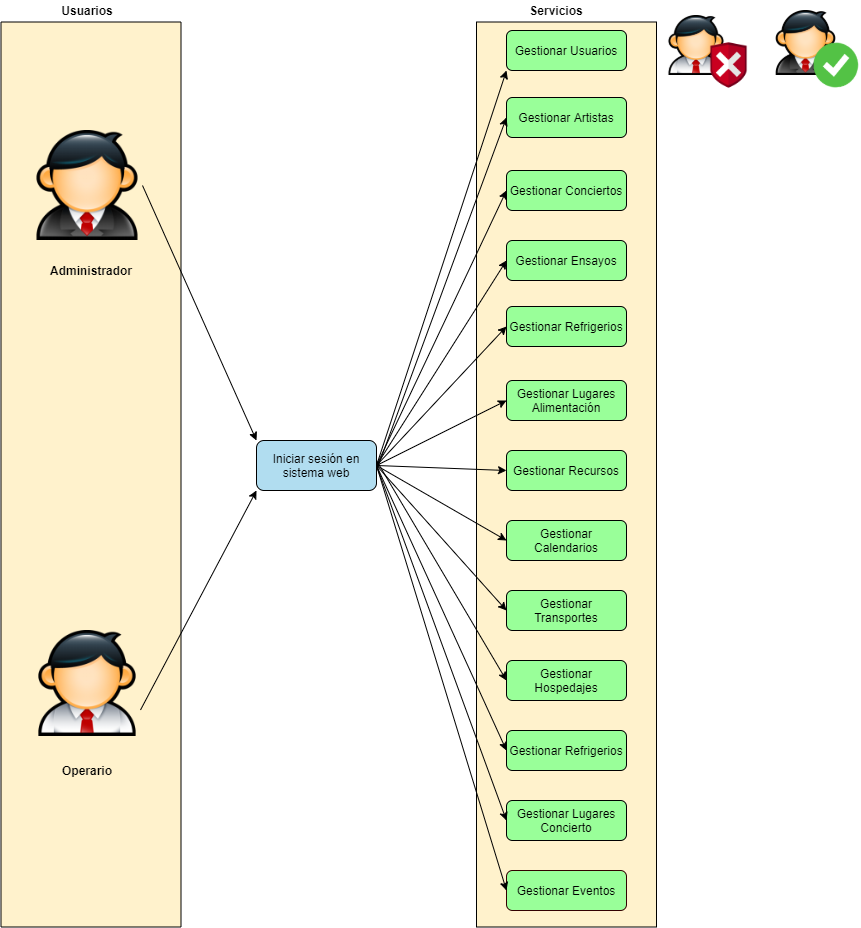 Usuarios
Servicios
Gestionar Usuarios
Gestionar Artistas
Gestionar Conciertos
Administrador
Gestionar Ensayos
Gestionar Refrigerios
Gestionar Lugares
Alimentación
Iniciar sesión en
sistema web
Gestionar Recursos
Gestionar
Calendarios
Gestionar
Transportes
Gestionar
Hospedajes
Operario
Gestionar Refrigerios
Gestionar Lugares
Concierto
Gestionar Eventos